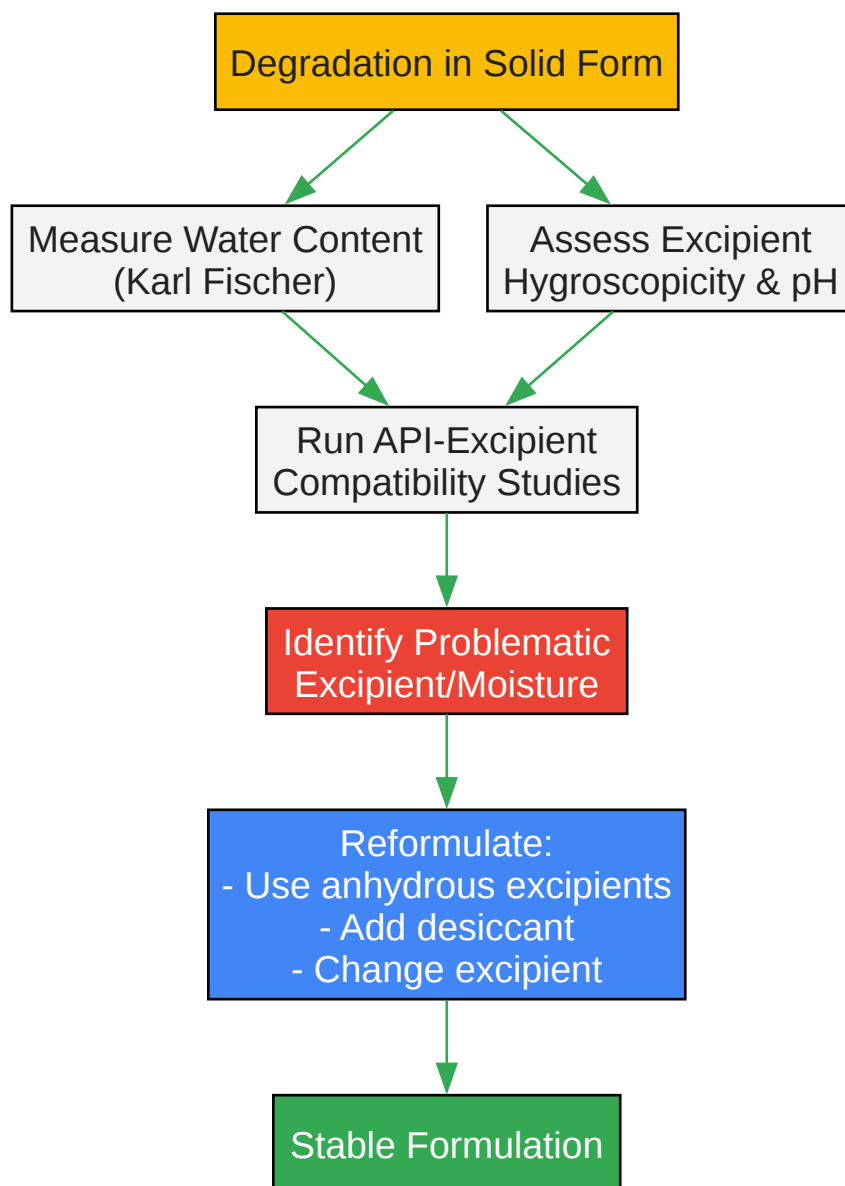 Degradation in Solid Form
Measure Water Content
(Karl Fischer)
Assess Excipient
Hygroscopicity & pH
Run API-Excipient
Compatibility Studies
Identify Problematic
Excipient/Moisture
Reformulate:
- Use anhydrous excipients
- Add desiccant
- Change excipient
Stable Formulation